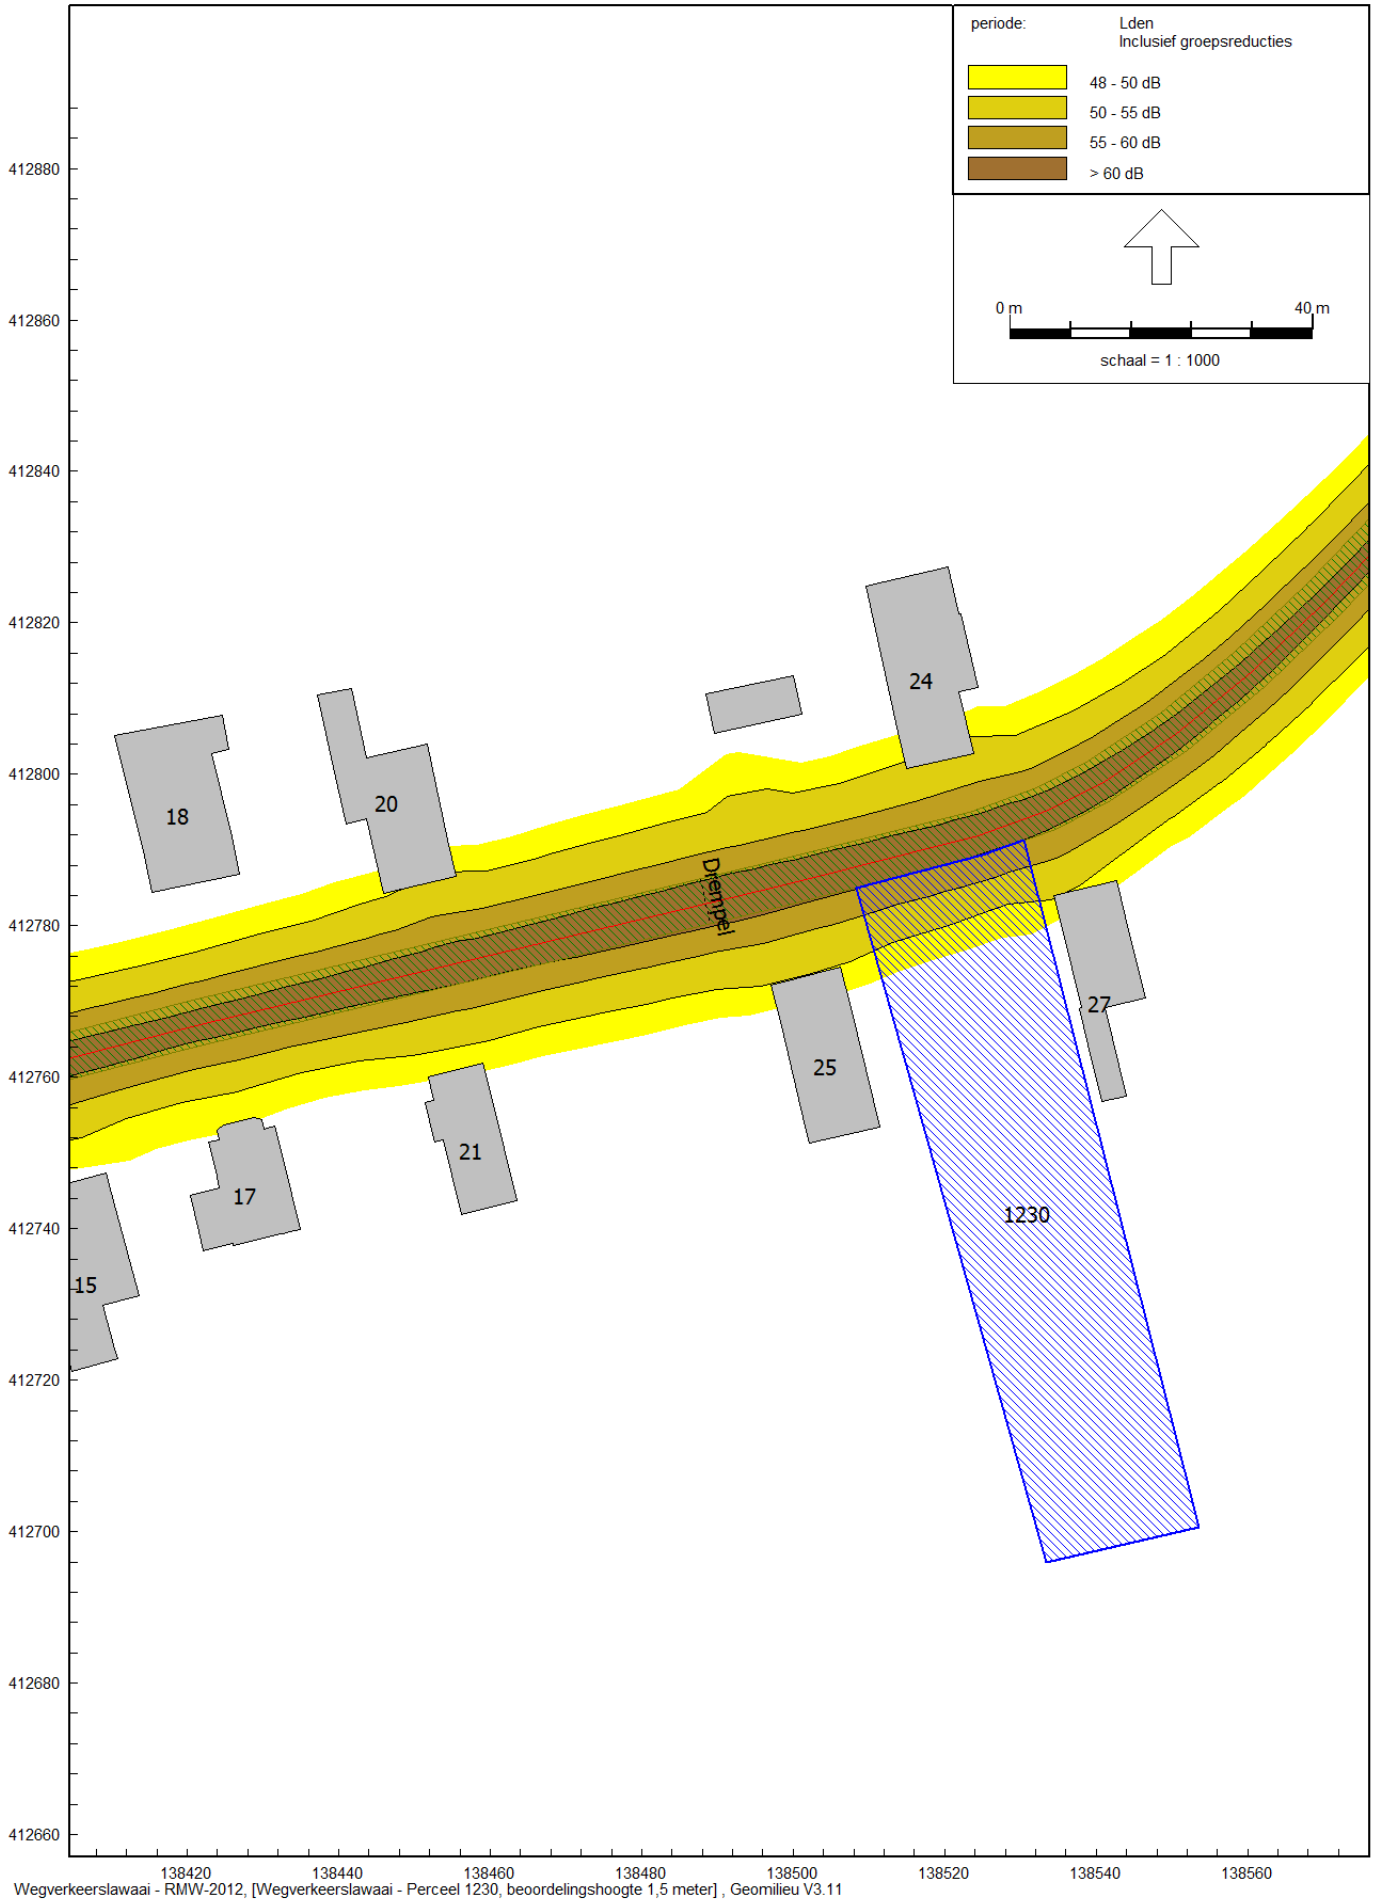 periode:
Lden
Inclusief groepsreducties
48 - 50 dB
50 - 55 dB
55 - 60 dB
> 60 dB
0 m
40 m
schaal = 1 : 1000
412880
412860
412840
412820
412800
412780
412760
412740
412720
412700
412680
412660
24
20
18
Drempel
27
25
21
17
15
1230
138420
138440
138460
138480
138500
138520
138540
138560
Wegverkeerslawaai - RMW-2012, [Wegverkeerslawaai - Perceel 1230, beoordelingshoogte 1,5 meter] , Geomilieu V3.11